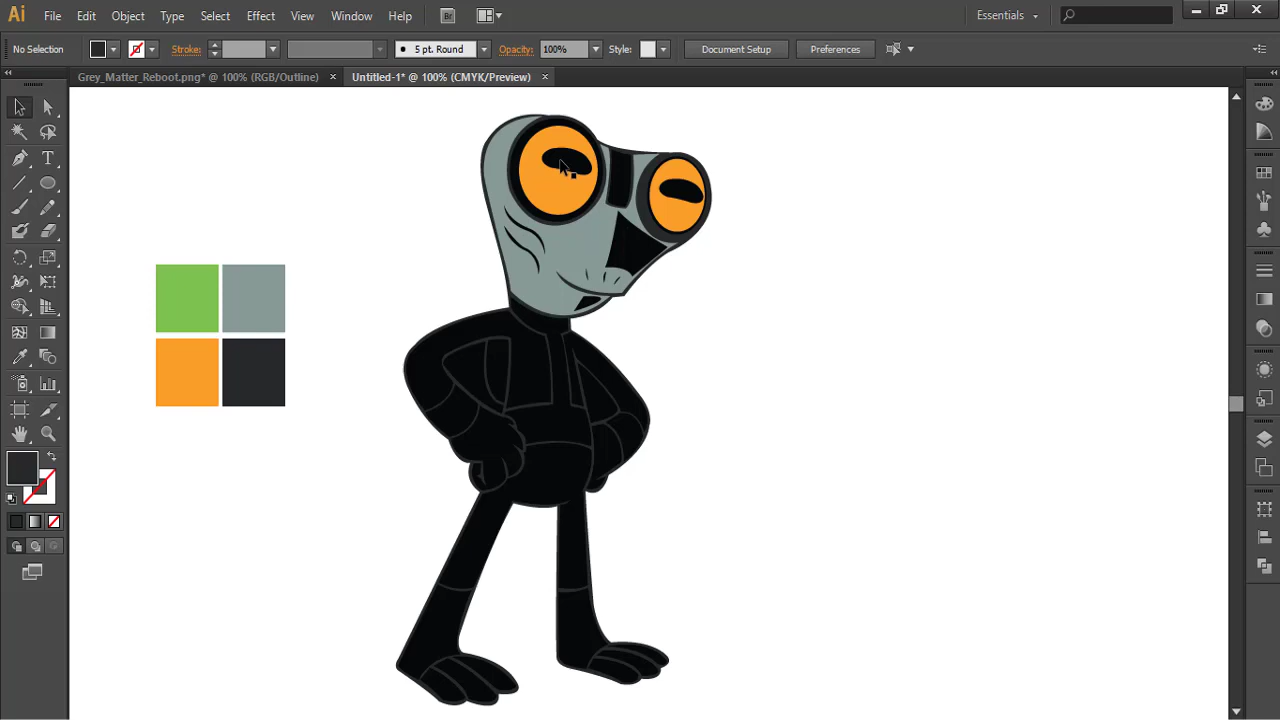 Ai File Edit Object Type Select Effect View Window Help Br Essentials
No Selection Stroke: 5 pt. Round Opacity: 100% Style: Document Setup Preferences
Grey_Matter_Reboot.png* @ 100% (RGB/Outline) × Untitled-1* @ 100% (CMYK/Preview) ×
T